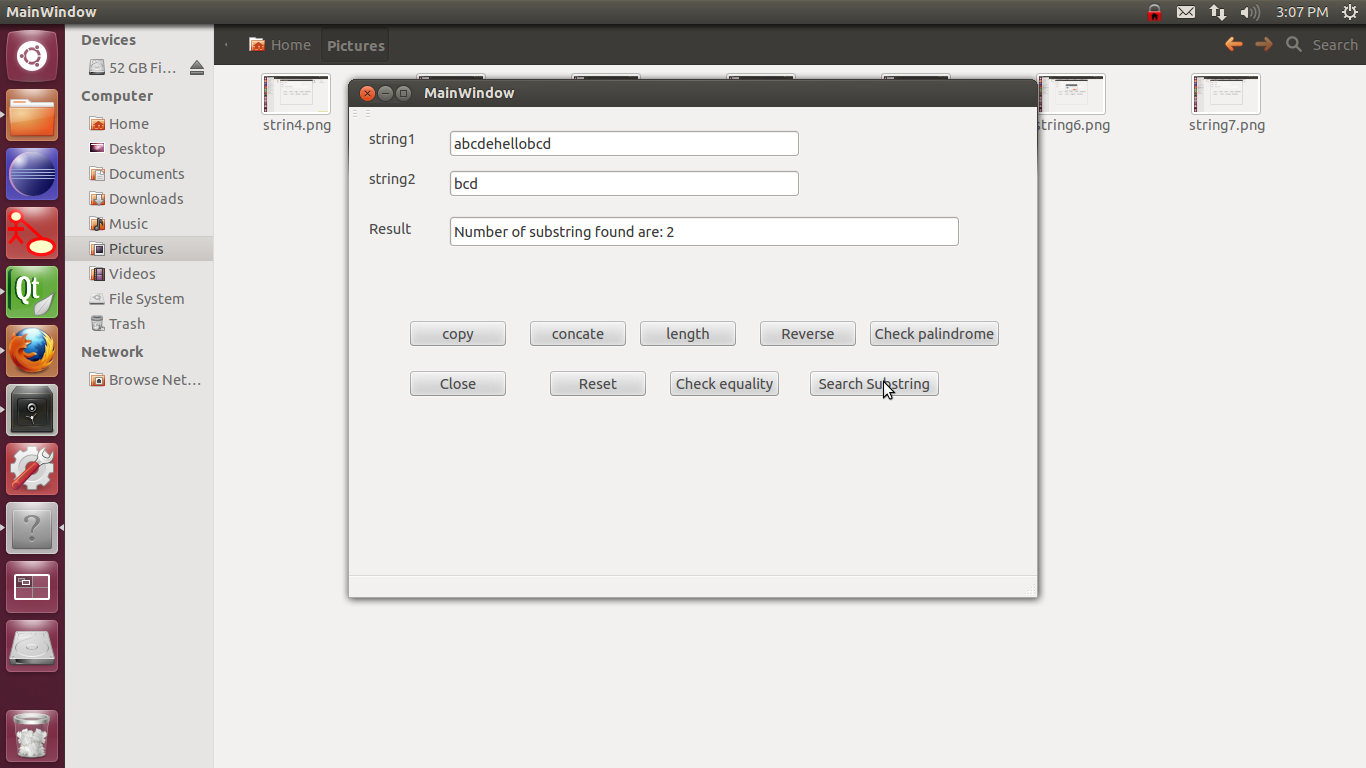 MainWindow
3:07 PM
Devices
52 GB Fi...
Computer
Home
Desktop
Documents
Downloads
Music
Pictures
Videos
File System
Trash
Network
Browse Net...
Home
Pictures
Search
strin4.png
string6.png
string7.png
MainWindow
string1
abcdehellobcd
string2
bcd
Result
Number of substring found are: 2
copy
concate
length
Reverse
Check palindrome
Close
Reset
Check equality
Search Substring
Qt
?